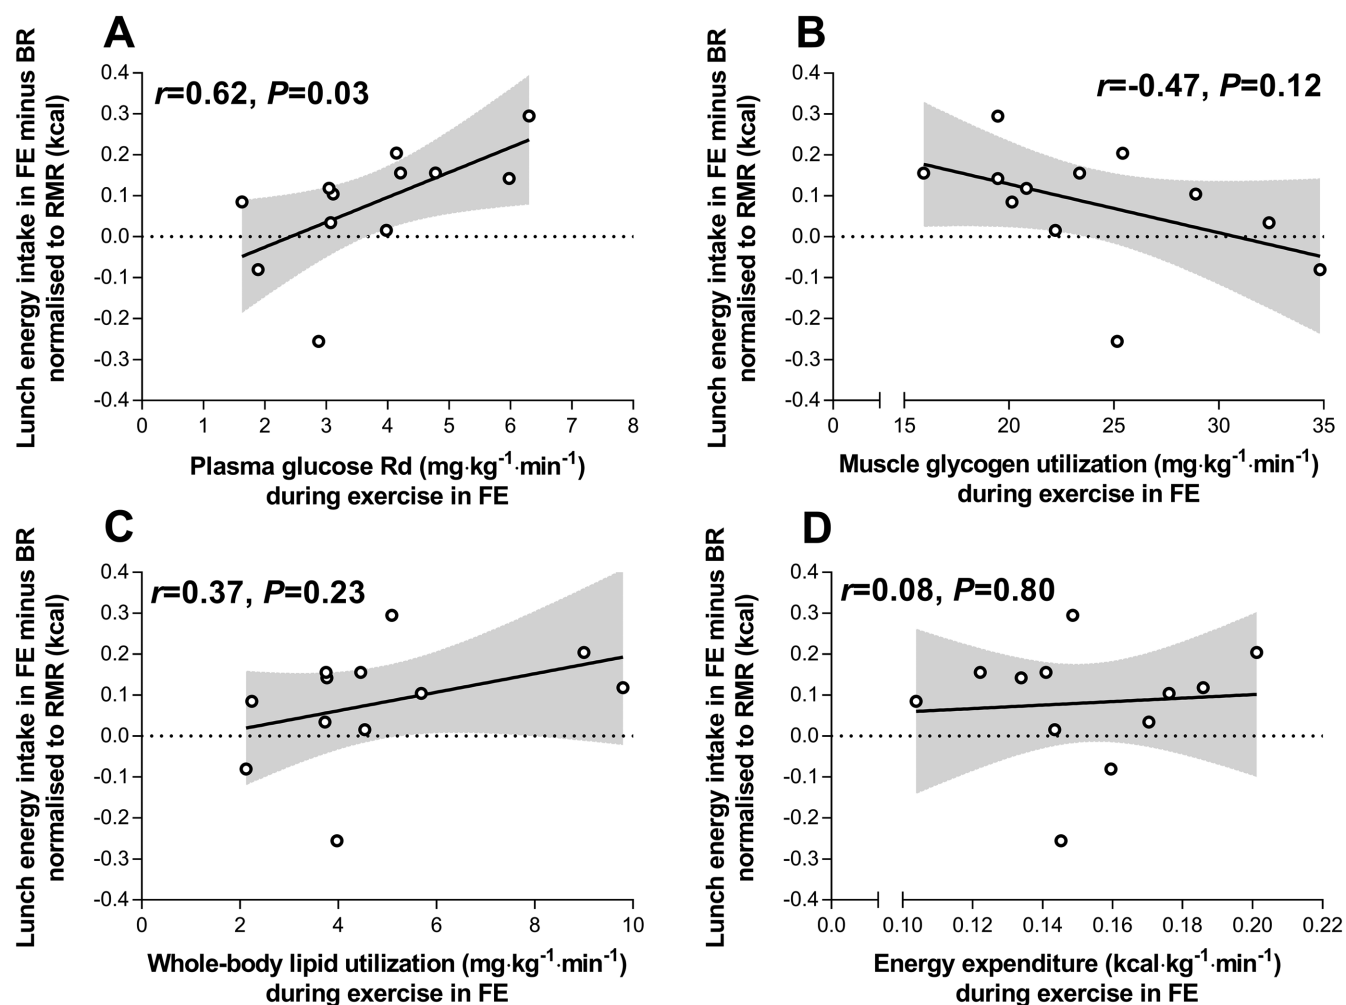 A
Lunch energy intake in FE minus BR
normalised to RMR (kcal)
r=0.62, P=0.03
0.4
0.3
0.2
0.1
0.0
-0.1
-0.2
-0.3
-0.4
0 1 2 3 4 5 6 7 8
Plasma glucose Rd (mg·kg⁻¹·min⁻¹)
during exercise in FE
B
Lunch energy intake in FE minus BR
normalised to RMR (kcal)
r=-0.47, P=0.12
0.4
0.3
0.2
0.1
0.0
-0.1
-0.2
-0.3
-0.4
0 15 20 25 30 35
Muscle glycogen utilization (mg·kg⁻¹·min⁻¹)
during exercise in FE
C
Lunch energy intake in FE minus BR
normalised to RMR (kcal)
r=0.37, P=0.23
0.4
0.3
0.2
0.1
0.0
-0.1
-0.2
-0.3
-0.4
0 2 4 6 8 10
Whole-body lipid utilization (mg·kg⁻¹·min⁻¹)
during exercise in FE
D
Lunch energy intake in FE minus BR
normalised to RMR (kcal)
r=0.08, P=0.80
0.4
0.3
0.2
0.1
0.0
-0.1
-0.2
-0.3
-0.4
0.0 0.10 0.12 0.14 0.16 0.18 0.20 0.22
Energy expenditure (kcal·kg⁻¹·min⁻¹)
during exercise in FE